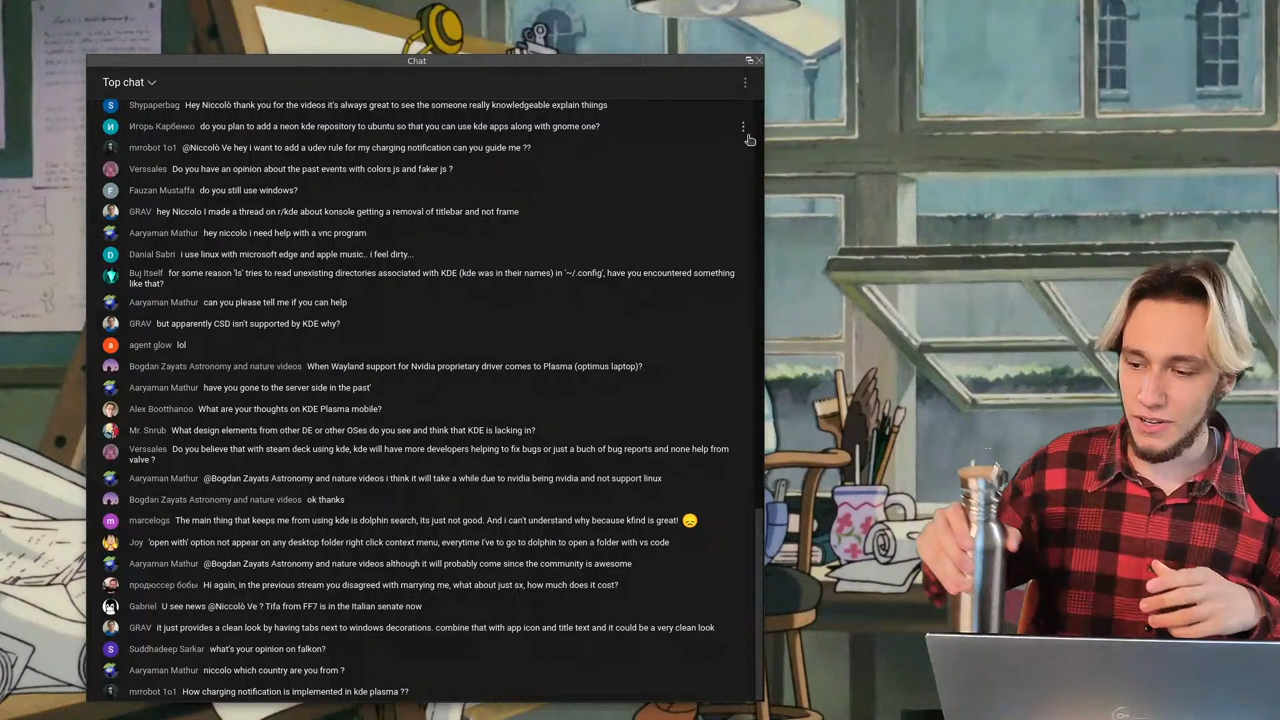 Chat
Top chat
S Shypaperbag Hey Niccolò thank you for the videos it's always great to see the someone really knowledgeable explain thiings
И Игорь Карбенко do you plan to add a neon kde repository to ubuntu so that you can use kde apps along with gnome one?
mrrobot 1o1 @Niccolò Ve hey i want to add a udev rule for my charging notification can you guide me ??
Verssales Do you have an opinion about the past events with colors js and faker js ?
F Fauzan Mustaffa do you still use windows?
GRAV hey Niccolo I made a thread on r/kde about konsole getting a removal of titlebar and not frame
Aaryaman Mathur hey niccolo i need help with a vnc program
D Danial Sabri i use linux with microsoft edge and apple music.. i feel dirty...
Buj Itself for some reason 'ls' tries to read unexisting directories associated with KDE (kde was in their names) in '~/.config', have you encountered something
like that?
Aaryaman Mathur can you please tell me if you can help
GRAV but apparently CSD isn't supported by KDE why?
a agent glow lol
Bogdan Zayats Astronomy and nature videos When Wayland support for Nvidia proprietary driver comes to Plasma (optimus laptop)?
Aaryaman Mathur have you gone to the server side in the past'
Alex Bootthanoo What are your thoughts on KDE Plasma mobile?
Mr. Snrub What design elements from other DE or other OSes do you see and think that KDE is lacking in?
Verssales Do you believe that with steam deck using kde, kde will have more developers helping to fix bugs or just a buch of bug reports and none help from
valve ?
Aaryaman Mathur @Bogdan Zayats Astronomy and nature videos i think it will take a while due to nvidia being nvidia and not support linux
Bogdan Zayats Astronomy and nature videos ok thanks
m marcelogs The main thing that keeps me from using kde is dolphin search, its just not good. And i can't understand why because kfind is great! 😞
Joy 'open with' option not appear on any desktop folder right click context menu, everytime I've to go to dolphin to open a folder with vs code
Aaryaman Mathur @Bogdan Zayats Astronomy and nature videos although it will probably come since the community is awesome
продюссер бобы Hi again, in the previous stream you disagreed with marrying me, what about just sx, how much does it cost?
Gabriel U see news @Niccolò Ve ? Tifa from FF7 is in the Italian senate now
GRAV it just provides a clean look by having tabs next to windows decorations. combine that with app icon and title text and it could be a very clean look
S Suddhadeep Sarkar what's your opinion on falkon?
Aaryaman Mathur niccolo which country are you from ?
mrrobot 1o1 How charging notification is implemented in kde plasma ??